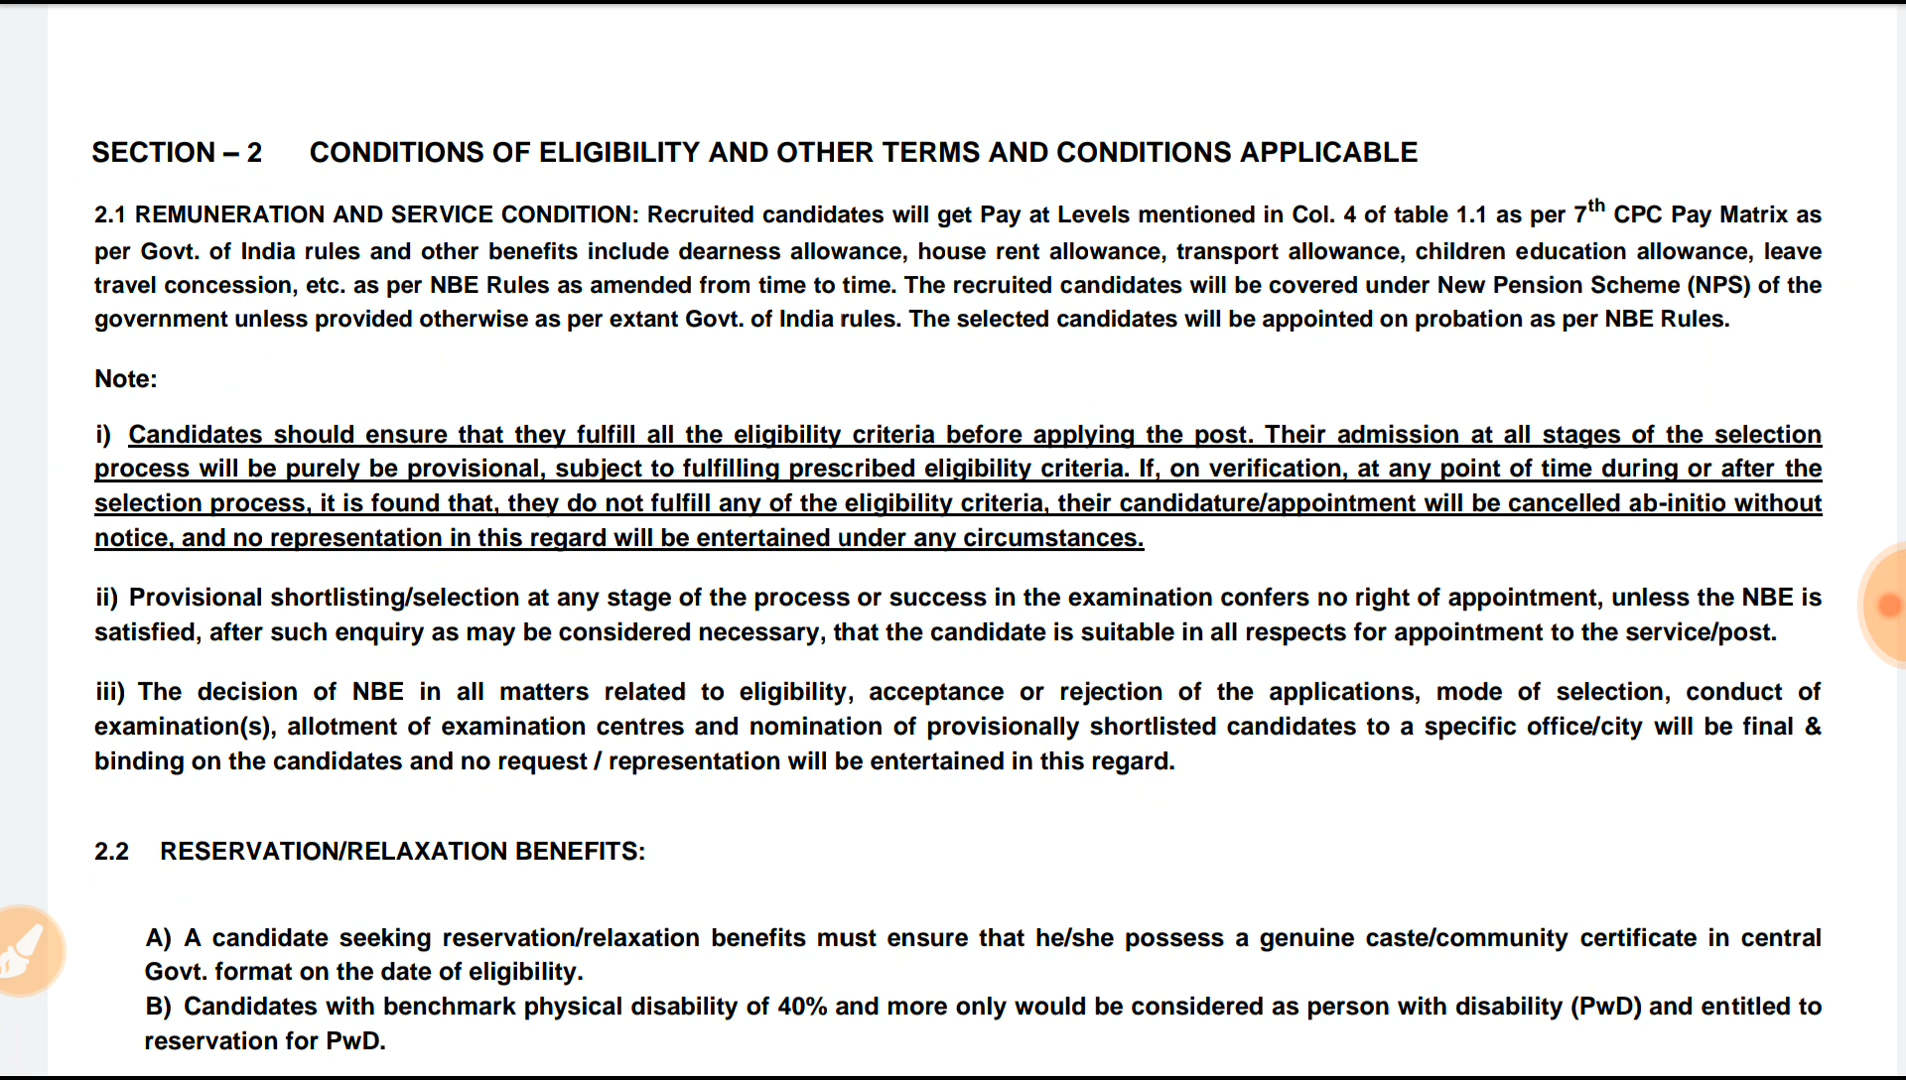 SECTION – 2 CONDITIONS OF ELIGIBILITY AND OTHER TERMS AND CONDITIONS APPLICABLE
2.1 REMUNERATION AND SERVICE CONDITION: Recruited candidates will get Pay at Levels mentioned in Col. 4 of table 1.1 as per 7th CPC Pay Matrix as
per Govt. of India rules and other benefits include dearness allowance, house rent allowance, transport allowance, children education allowance, leave
travel concession, etc. as per NBE Rules as amended from time to time. The recruited candidates will be covered under New Pension Scheme (NPS) of the
government unless provided otherwise as per extant Govt. of India rules. The selected candidates will be appointed on probation as per NBE Rules.
Note:
i) Candidates should ensure that they fulfill all the eligibility criteria before applying the post. Their admission at all stages of the selection
process will be purely be provisional, subject to fulfilling prescribed eligibility criteria. If, on verification, at any point of time during or after the
selection process, it is found that, they do not fulfill any of the eligibility criteria, their candidature/appointment will be cancelled ab-initio without
notice, and no representation in this regard will be entertained under any circumstances.
ii) Provisional shortlisting/selection at any stage of the process or success in the examination confers no right of appointment, unless the NBE is
satisfied, after such enquiry as may be considered necessary, that the candidate is suitable in all respects for appointment to the service/post.
iii) The decision of NBE in all matters related to eligibility, acceptance or rejection of the applications, mode of selection, conduct of
examination(s), allotment of examination centres and nomination of provisionally shortlisted candidates to a specific office/city will be final &
binding on the candidates and no request / representation will be entertained in this regard.
2.2 RESERVATION/RELAXATION BENEFITS:
A) A candidate seeking reservation/relaxation benefits must ensure that he/she possess a genuine caste/community certificate in central
Govt. format on the date of eligibility.
B) Candidates with benchmark physical disability of 40% and more only would be considered as person with disability (PwD) and entitled to
reservation for PwD.